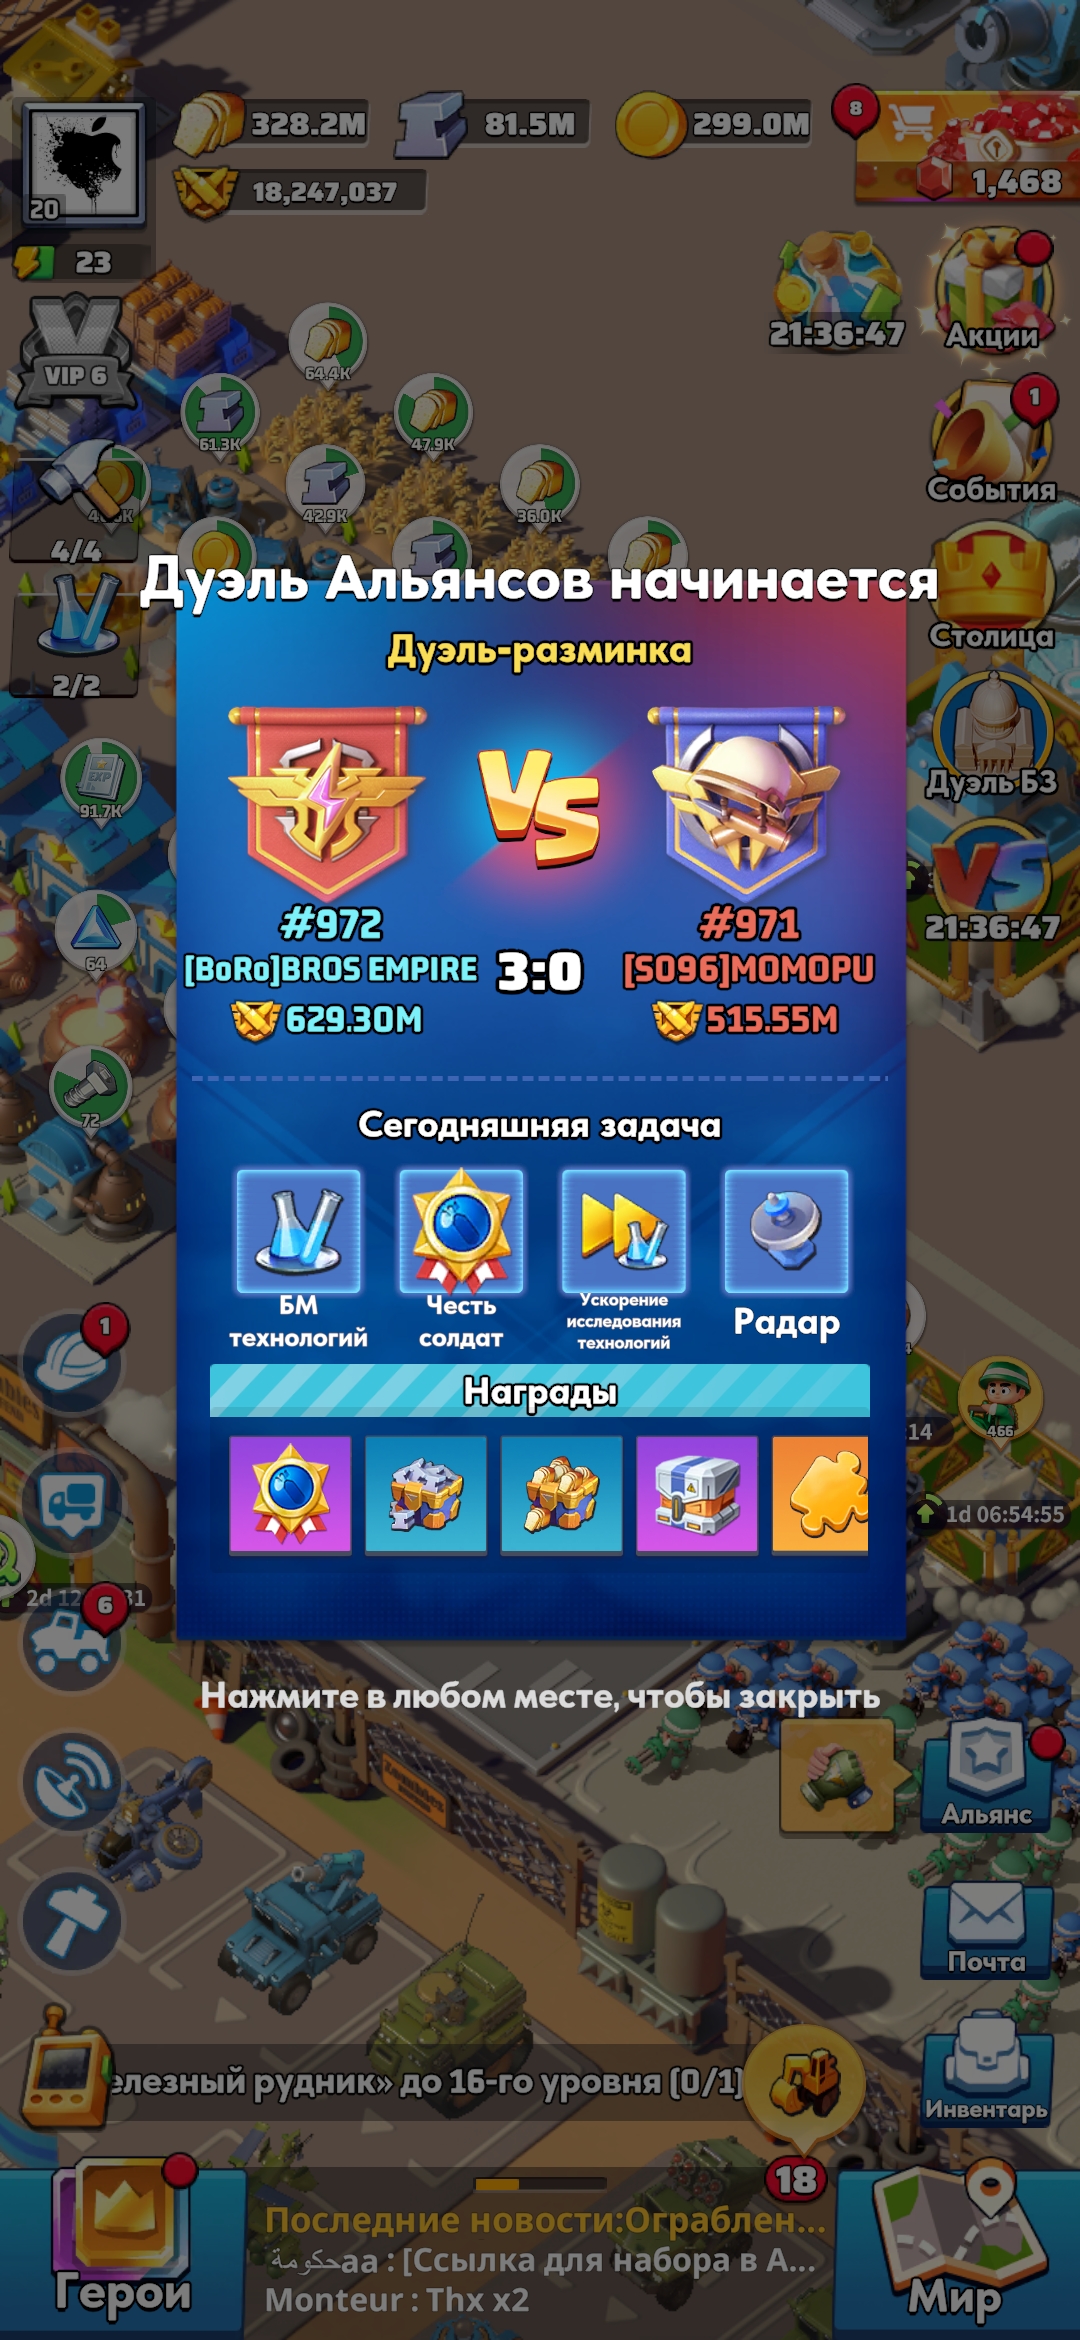 328.2M
81.5M
299.0M
8
1,468
20
18,247,037
23
21:36:47
Акции
VIP 6
64.4K
61.3K
47.9K
1
События
42.9K
36.0K
4/4
Дуэль Альянсов начинается
Столица
Дуэль-разминка
2/2
EXP
91.7K
Дуэль БЗ
VS
VS
#972
#971
21:36:47
[BoRo]BROS EMPIRE
3:0
[S096]MOMOPU
64
629.30M
515.55M
72
Сегодняшняя задача
БМ
технологий
Честь
солдат
Ускорение
исследования
технологий
Радар
1
Награды
466
14
1d 06:54:55
6
Нажмите в любом месте, чтобы закрыть
Альянс
Почта
елезный рудник» до 16-го уровня (0/1)
Инвентарь
18
Последние новости:Ограблен...
حكومةaa : [Ссылка для набора в А...
Monteur : Thx x2
Герои
Мир